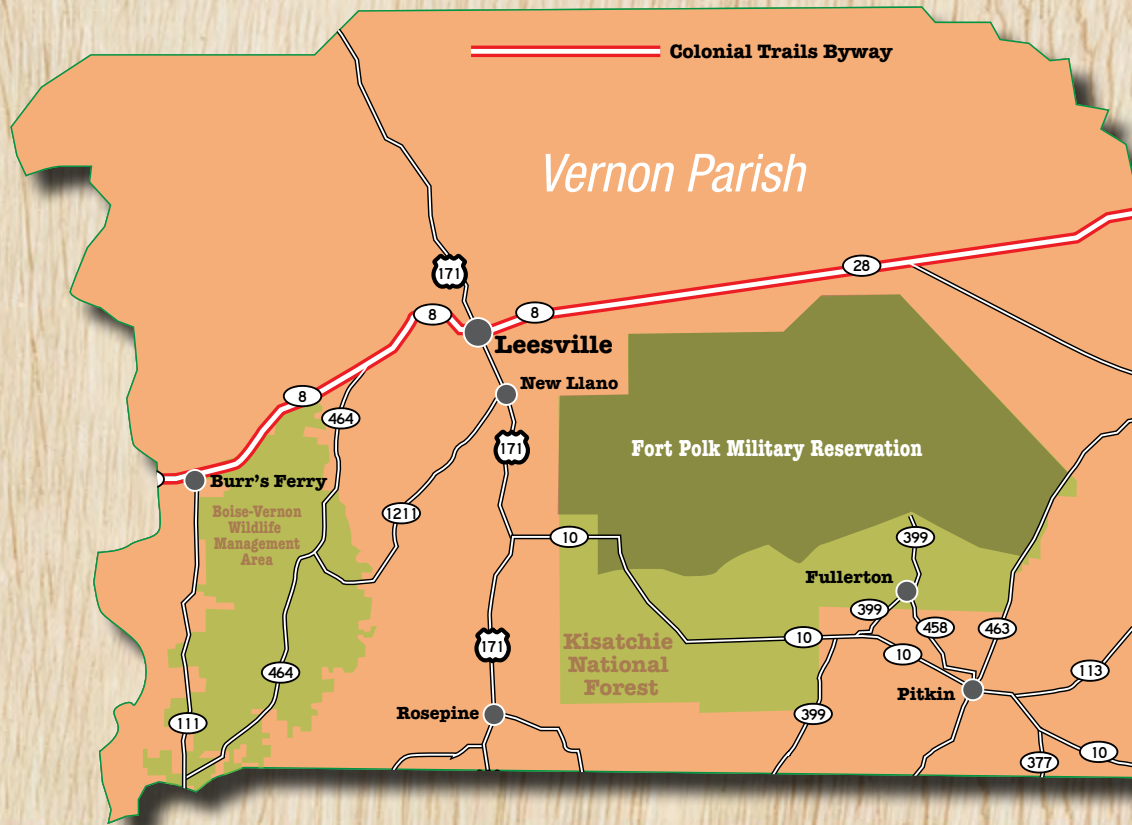 Colonial Trails Byway
Vernon Parish
171
28
8
8
Leesville
New Llano
8
464
171
Fort Polk Military Reservation
Burr's Ferry
Boise-Vernon
Wildlife
Management
Area
1211
10
399
Fullerton
399
458
463
10
10
171
Kisatchie
National
Forest
464
113
Pitkin
111
Rosepine
399
10
377